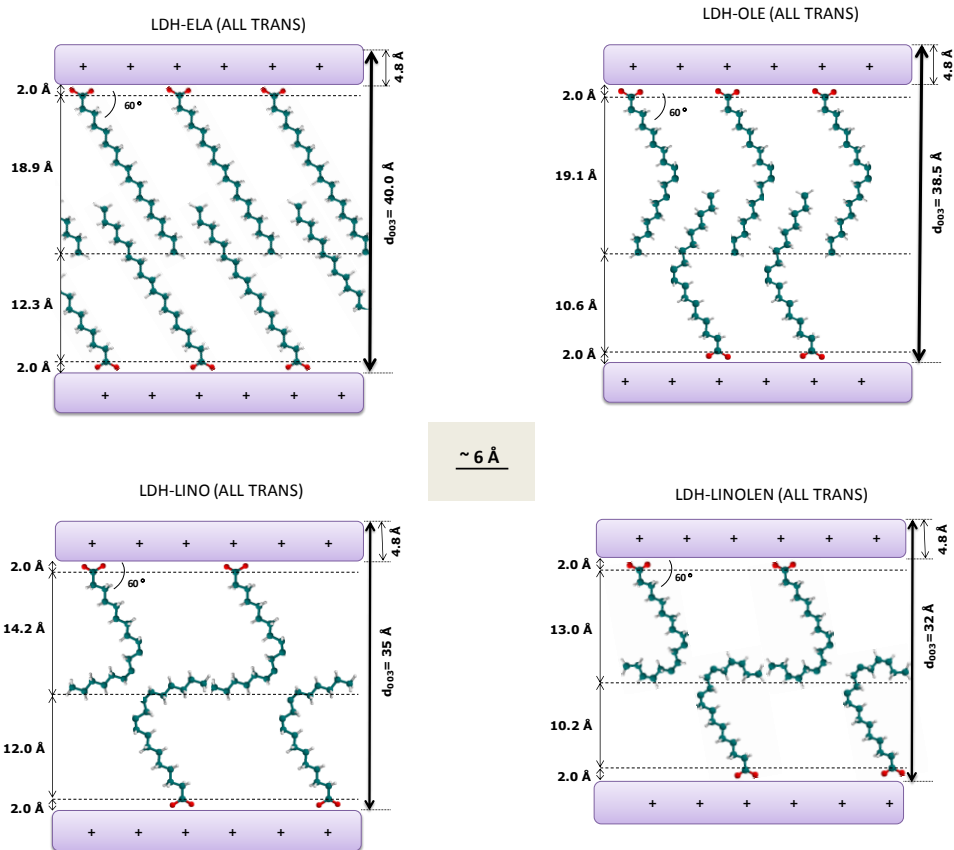 LDH-ELA (ALL TRANS)
+ + + + + +
4.8 Å
2.0 Å
60°
18.9 Å
d003= 40.0 Å
12.3 Å
2.0 Å
+ + + + + +
LDH-OLE (ALL TRANS)
+ + + + + +
4.8 Å
2.0 Å
60°
19.1 Å
d003= 38.5 Å
10.6 Å
2.0 Å
+ + + + + +
~ 6 Å
LDH-LINO (ALL TRANS)
+ + + + + +
4.8 Å
2.0 Å
60°
14.2 Å
d003= 35 Å
12.0 Å
2.0 Å
+ + + + + +
LDH-LINOLEN (ALL TRANS)
+ + + + + +
4.8 Å
2.0 Å
60°
13.0 Å
d003= 32 Å
10.2 Å
2.0 Å
+ + + + + +